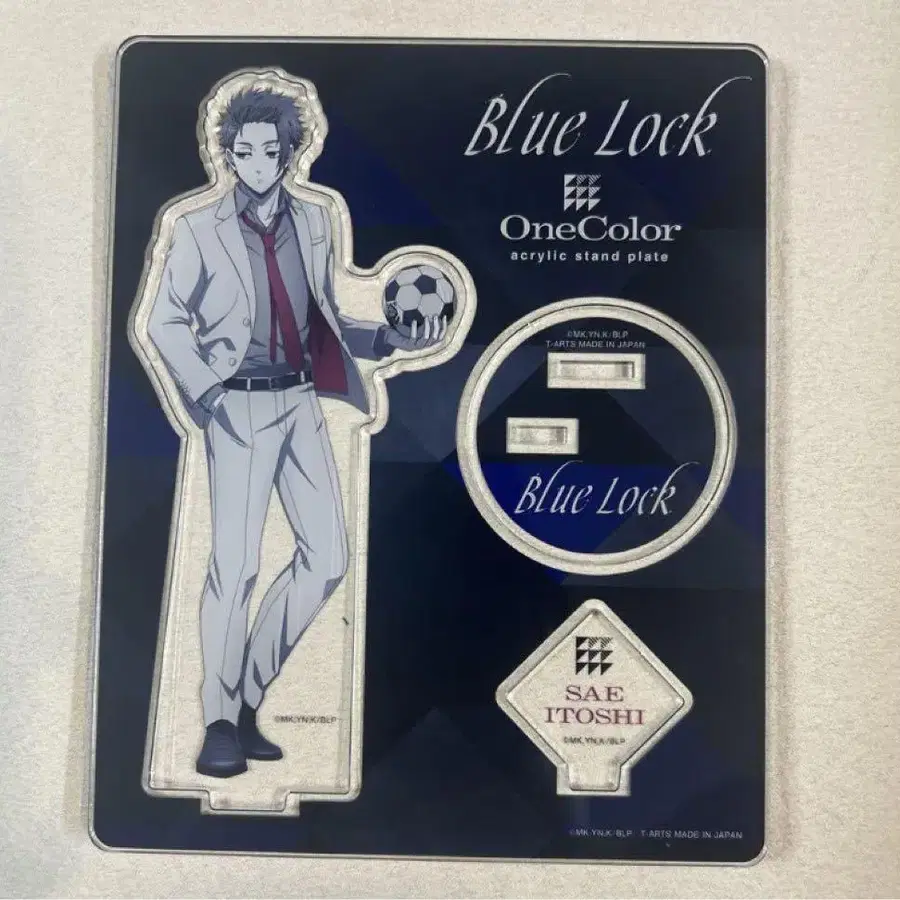 Blue Lock
OneColor
acrylic stand plate
©MK,YN,K/BLP
T-ARTS MADE IN JAPAN
Blue Lock
SAE
ITOSHI
©MK,YN,K/BLP
©MK,YN,K/BLP
©MK,YN,K/BLP T-ARTS MADE IN JAPAN